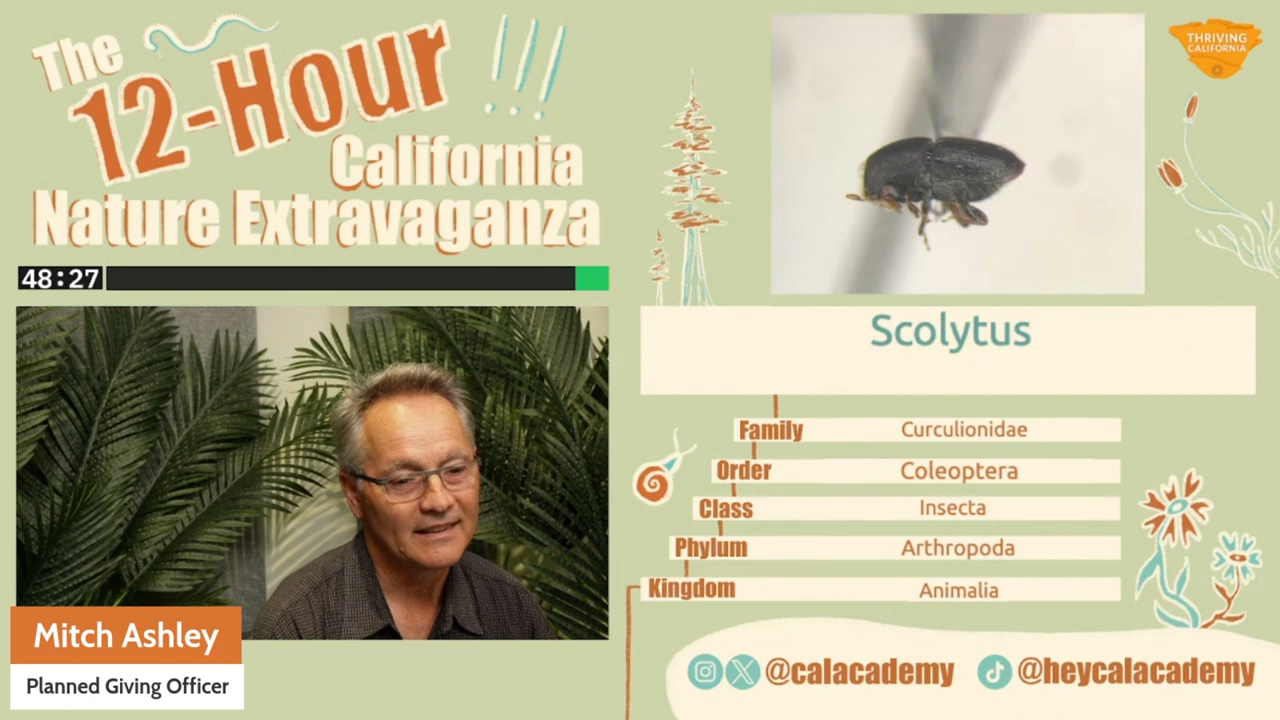 The
12-Hour
!!!
California
Nature Extravaganza
48:27
THRIVING
CALIFORNIA
Scolytus
Family Curculionidae
Order Coleoptera
Class Insecta
Phylum Arthropoda
Kingdom Animalia
Mitch Ashley
Planned Giving Officer
@calacademy @heycalacademy